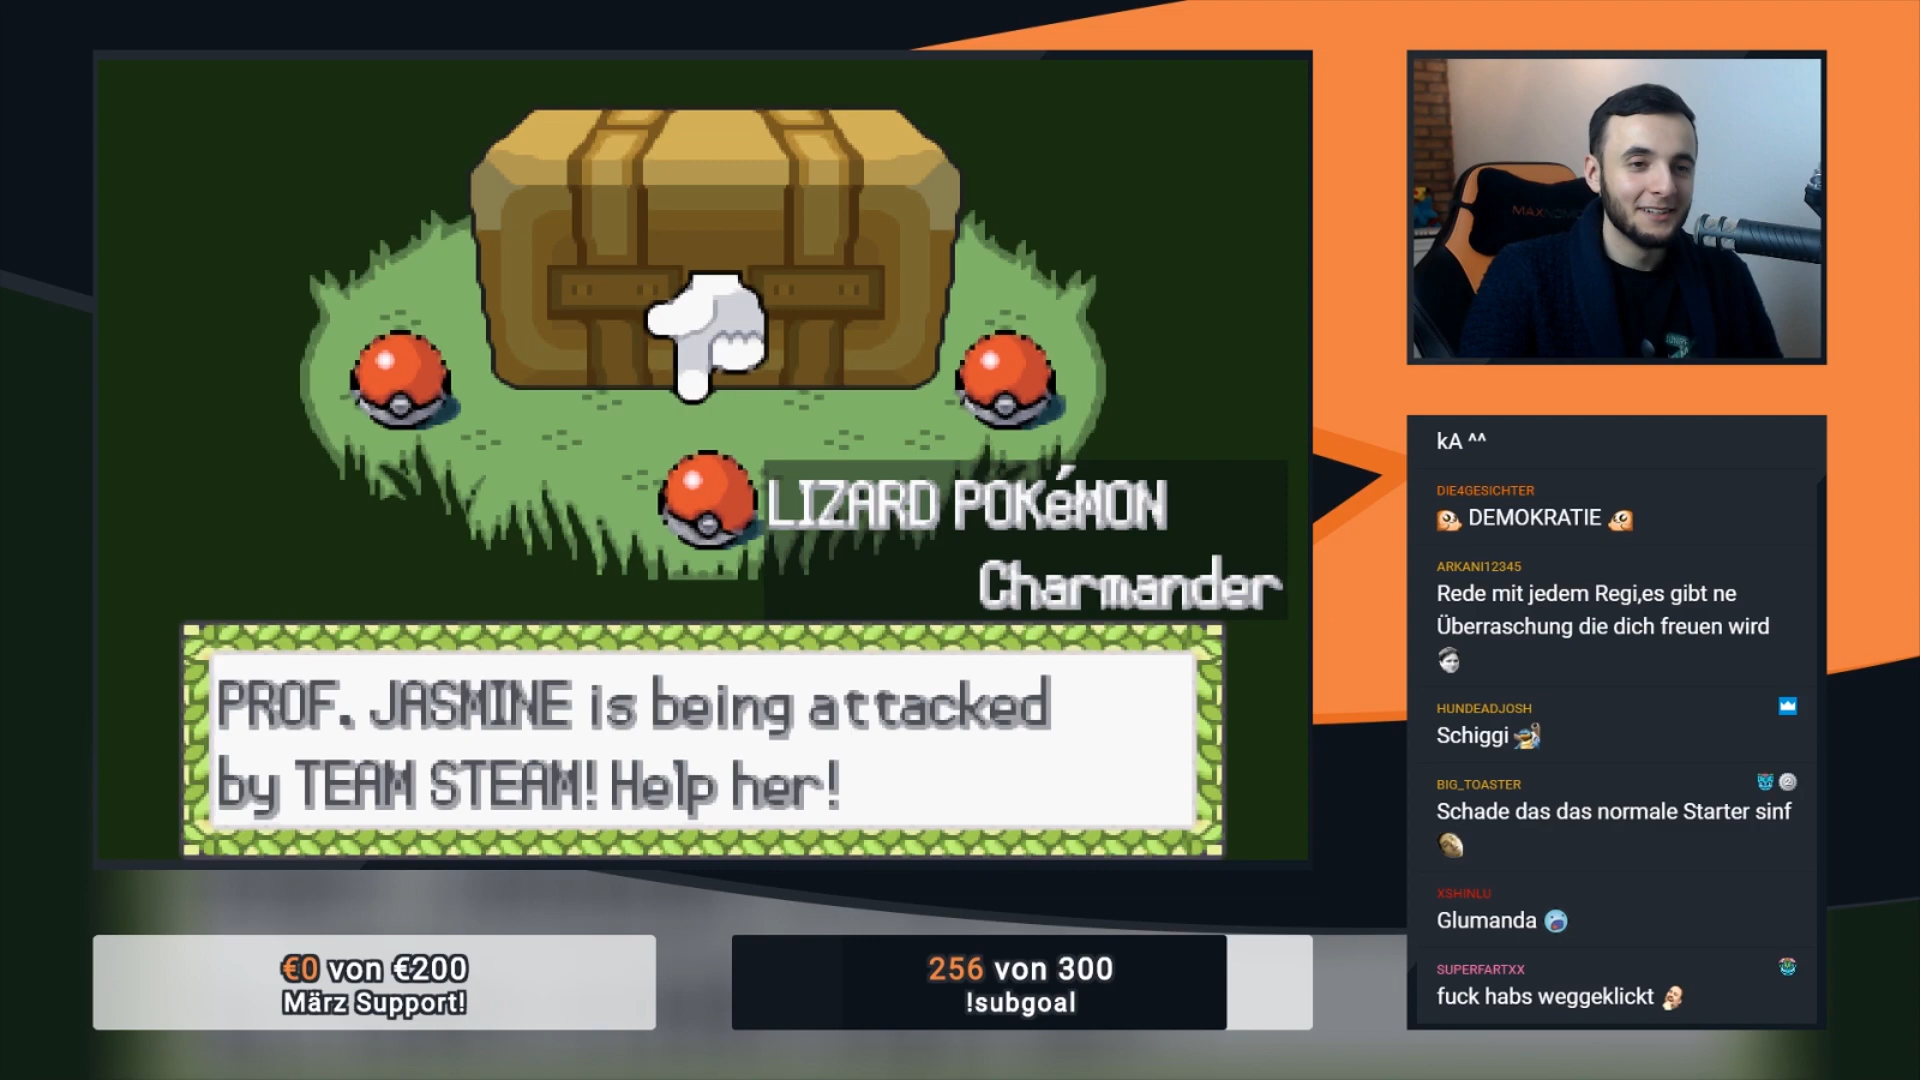 LIZARD POKéMON
Charmander
PROF. JASMINE is being attacked
by TEAM STEAM! Help her!
€0 von €200
März Support!
256 von 300
!subgoal
kA ^^
DIE4GESICHTER
DEMOKRATIE
ARKANI12345
Rede mit jedem Regi,es gibt ne
Überraschung die dich freuen wird
HUNDEADJOSH
Schiggi
BIG_TOASTER
Schade das das normale Starter sinf
XSHINLU
Glumanda
SUPERFARTXX
fuck habs weggeklickt